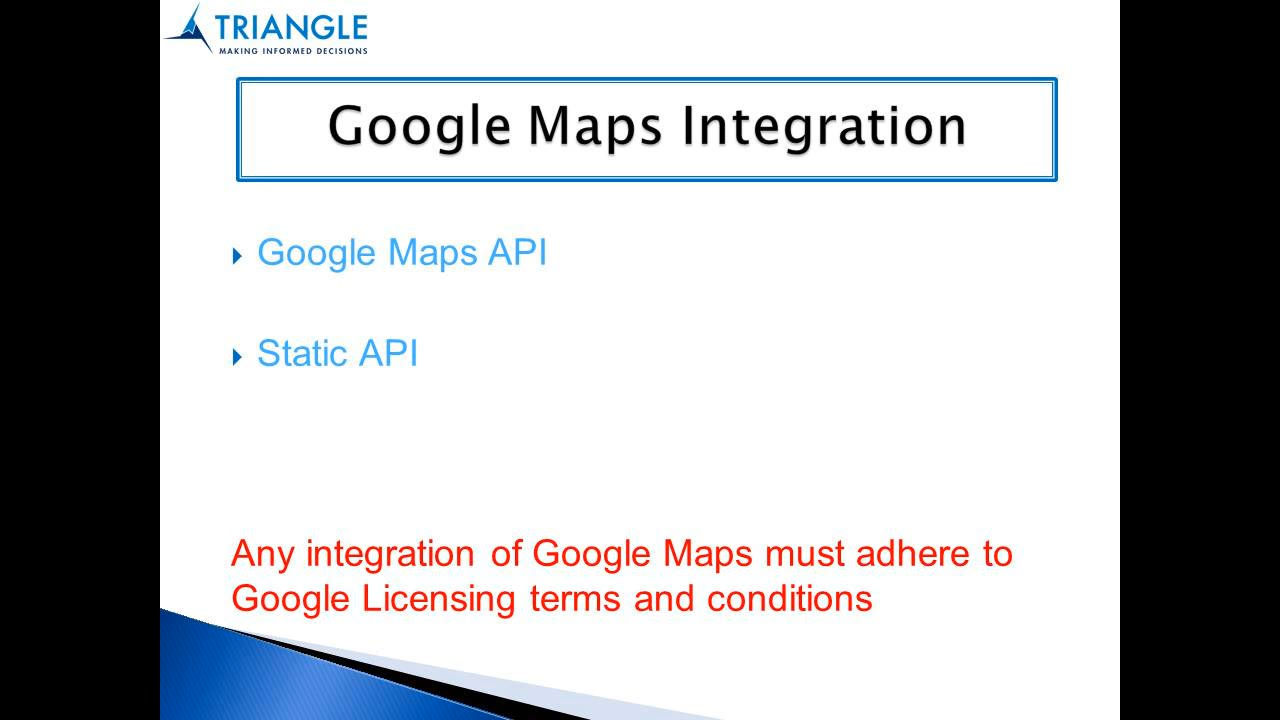 TRIANGLE
MAKING INFORMED DECISIONS
Google Maps Integration
Google Maps API
Static API
Any integration of Google Maps must adhere to
Google Licensing terms and conditions